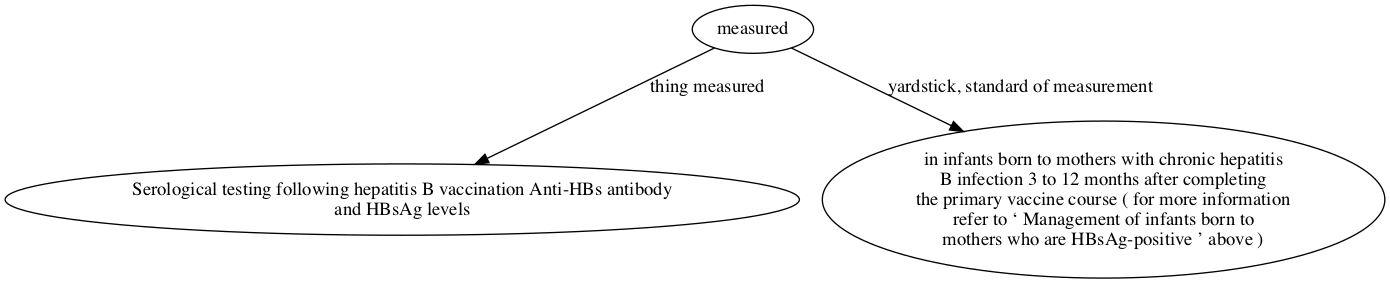 measured
thing measured
yardstick, standard of measurement
Serological testing following hepatitis B vaccination Anti-HBs antibody
and HBsAg levels
in infants born to mothers with chronic hepatitis
B infection 3 to 12 months after completing
the primary vaccine course ( for more information
refer to ‘ Management of infants born to
mothers who are HBsAg-positive ’ above )